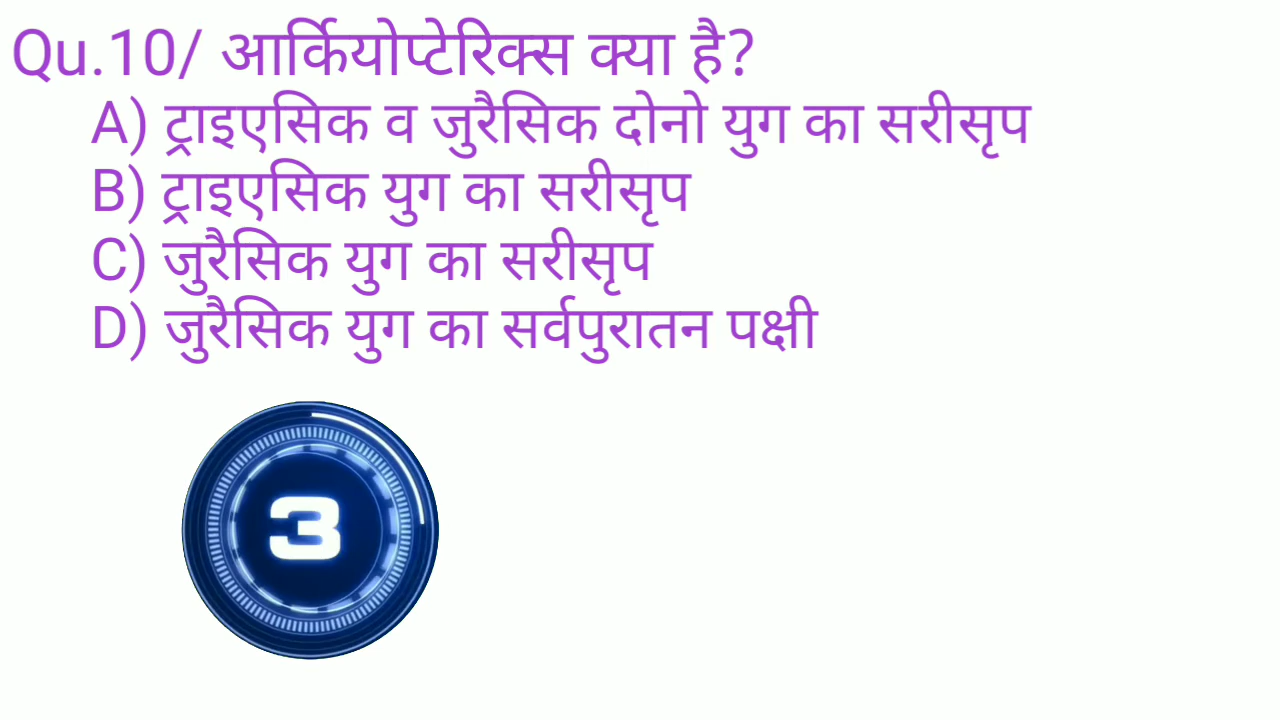 Qu.10/ आर्कियोप्टेरिक्स क्या है?
A) ट्राइएसिक व जुरैसिक दोनो युग का सरीसृप
B) ट्राइएसिक युग का सरीसृप
C) जुरैसिक युग का सरीसृप
D) जुरैसिक युग का सर्वपुरातन पक्षी
3